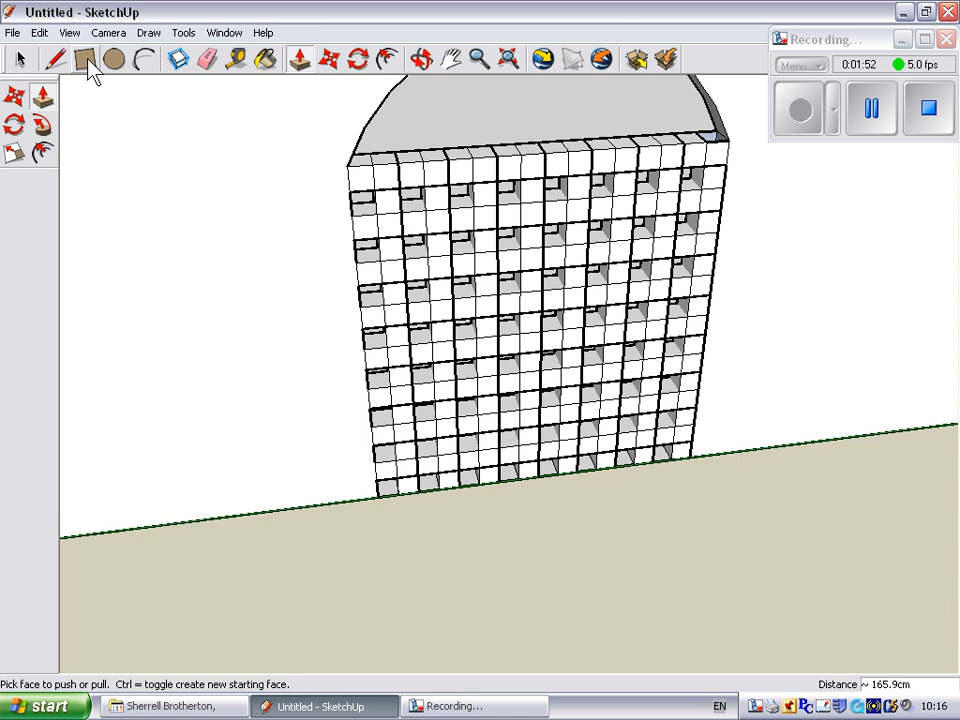 Untitled - SketchUp
File Edit View Camera Draw Tools Window Help
Recording...
Menu 0:01:52 5.0 fps
Pick face to push or pull. Ctrl = toggle create new starting face.
Distance ~ 165.9cm
start Sherrell Brotherton, Untitled - SketchUp Recording... EN 10:16